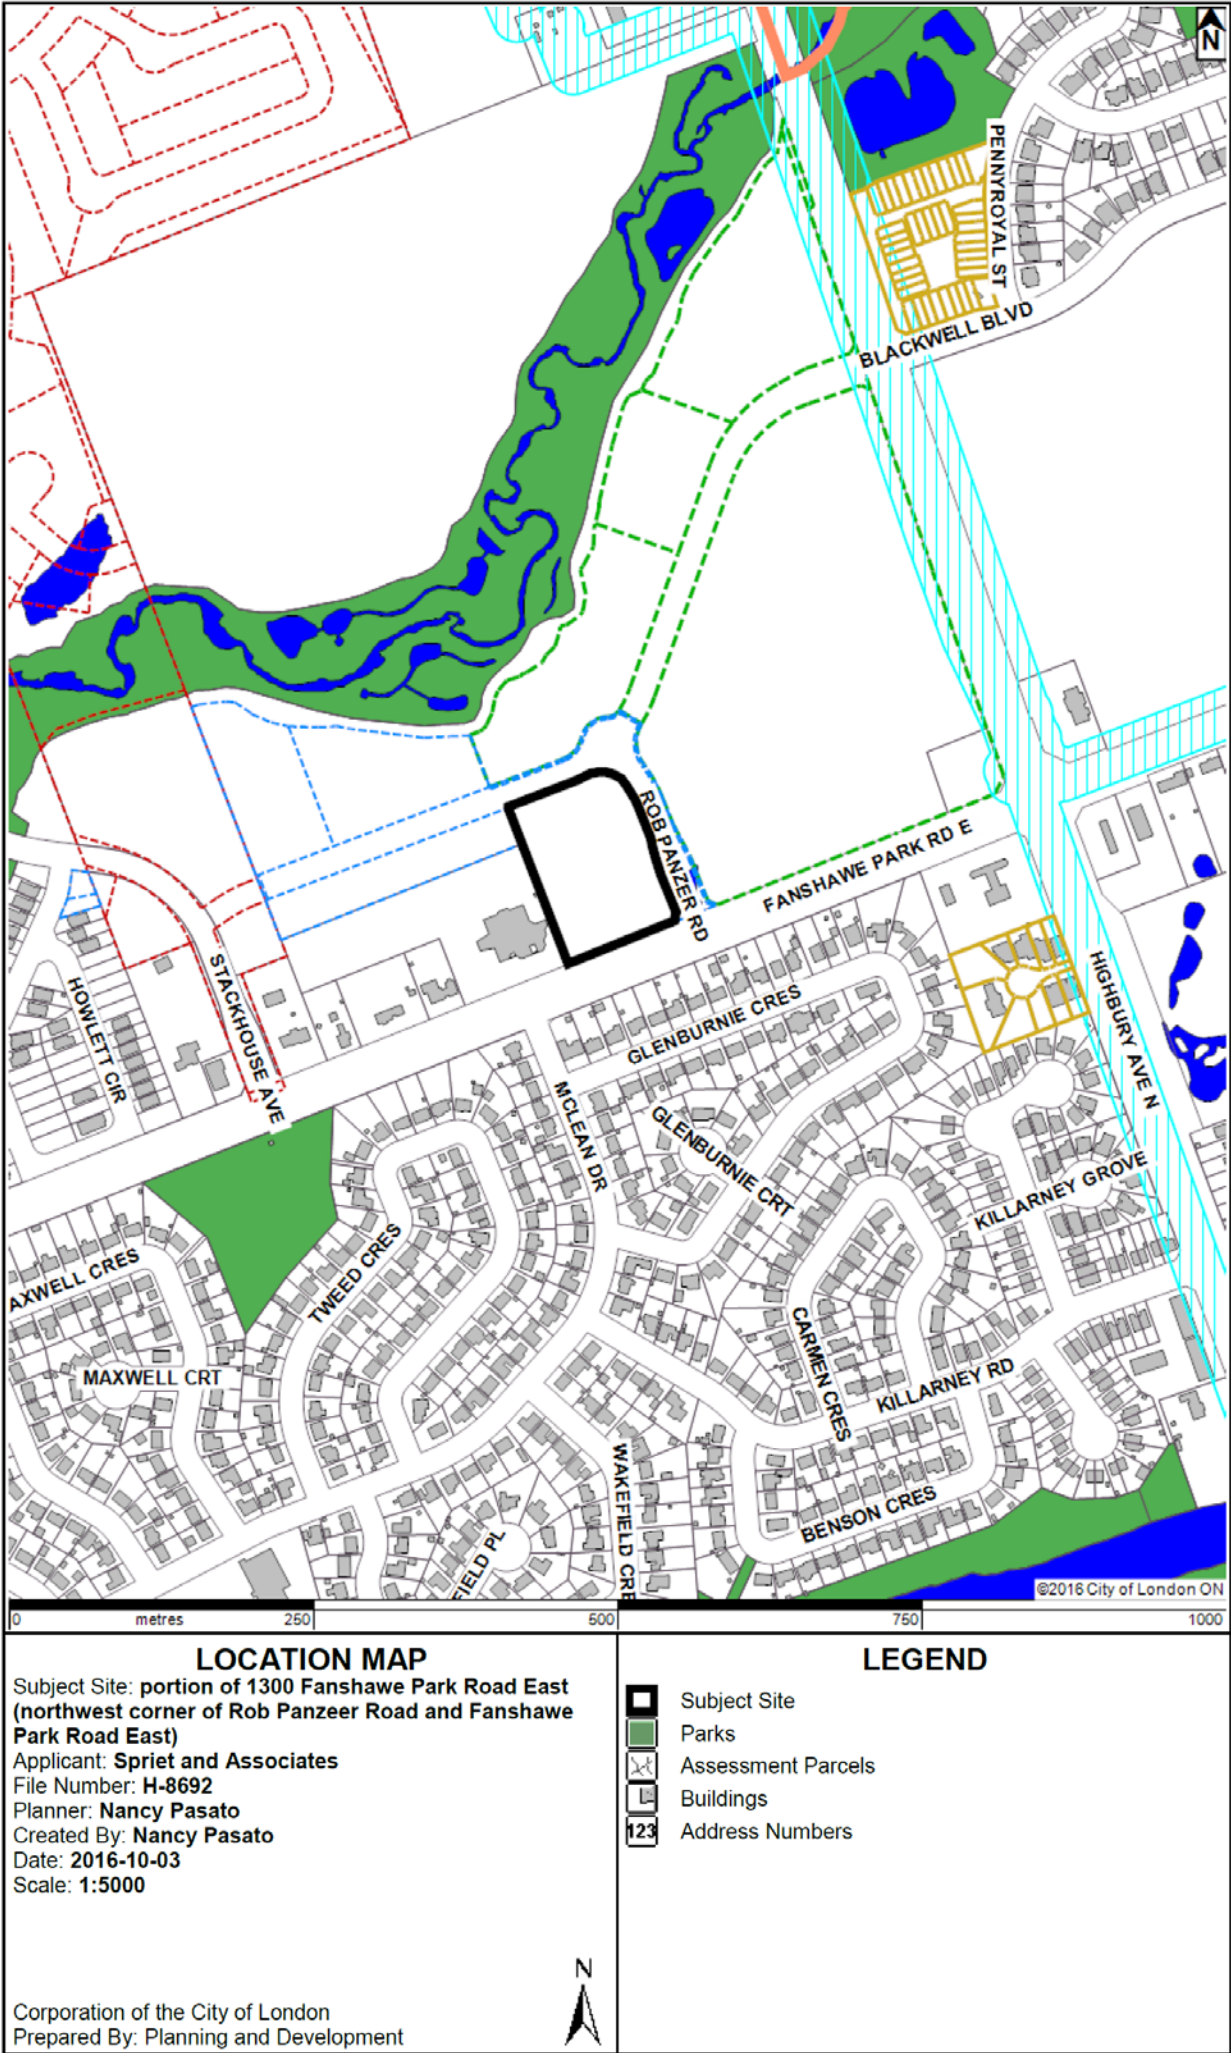 N
PENNYROYAL ST
BLACKWELL BLVD
ROB PANZER RD
FANSHAWE PARK RD E
STACKHOUSE AVE
HOWLETT CIR
GLENBURNIE CRES
HIGHBURY AVE N
MCLEAN DR
GLENBURNIE CRT
KILLARNEY GROVE
TWEED CRES
AXWELL CRES
MAXWELL CRT
CARMEN CRES
KILLARNEY RD
WAKEFIELD CRE
BENSON CRES
FIELD PL
©2016 City of London ON
0 metres 250 500 750 1000
LOCATION MAP
Subject Site: portion of 1300 Fanshawe Park Road East
(northwest corner of Rob Panzeer Road and Fanshawe
Park Road East)
Applicant: Spriet and Associates
File Number: H-8692
Planner: Nancy Pasato
Created By: Nancy Pasato
Date: 2016-10-03
Scale: 1:5000
N
Corporation of the City of London
Prepared By: Planning and Development
LEGEND
Subject Site
Parks
Assessment Parcels
Buildings
123 Address Numbers